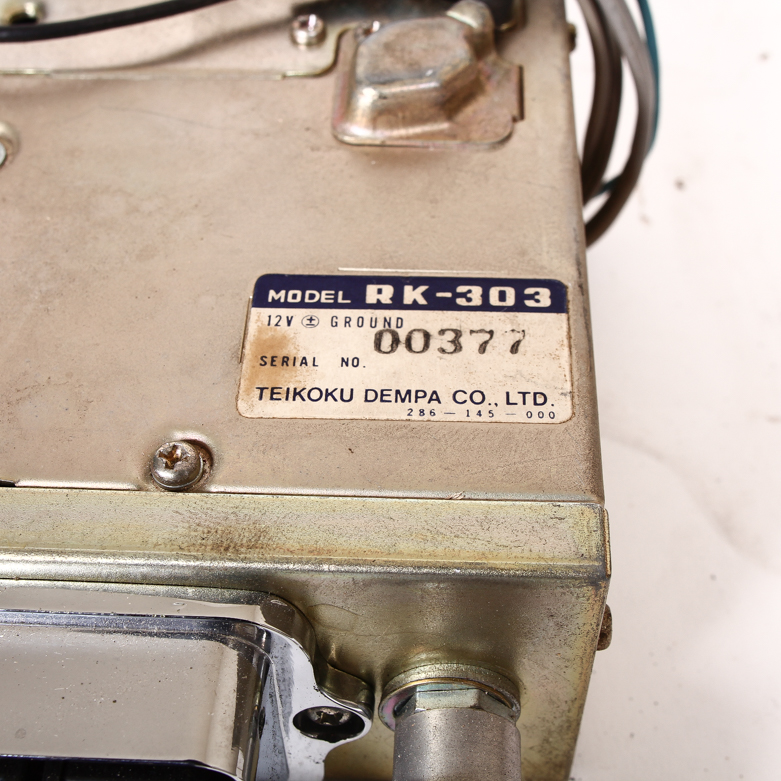 MODEL RK-303
12V ± GROUND
00377
SERIAL NO.
TEIKOKU DEMPA CO., LTD.
286 — 145 — 000